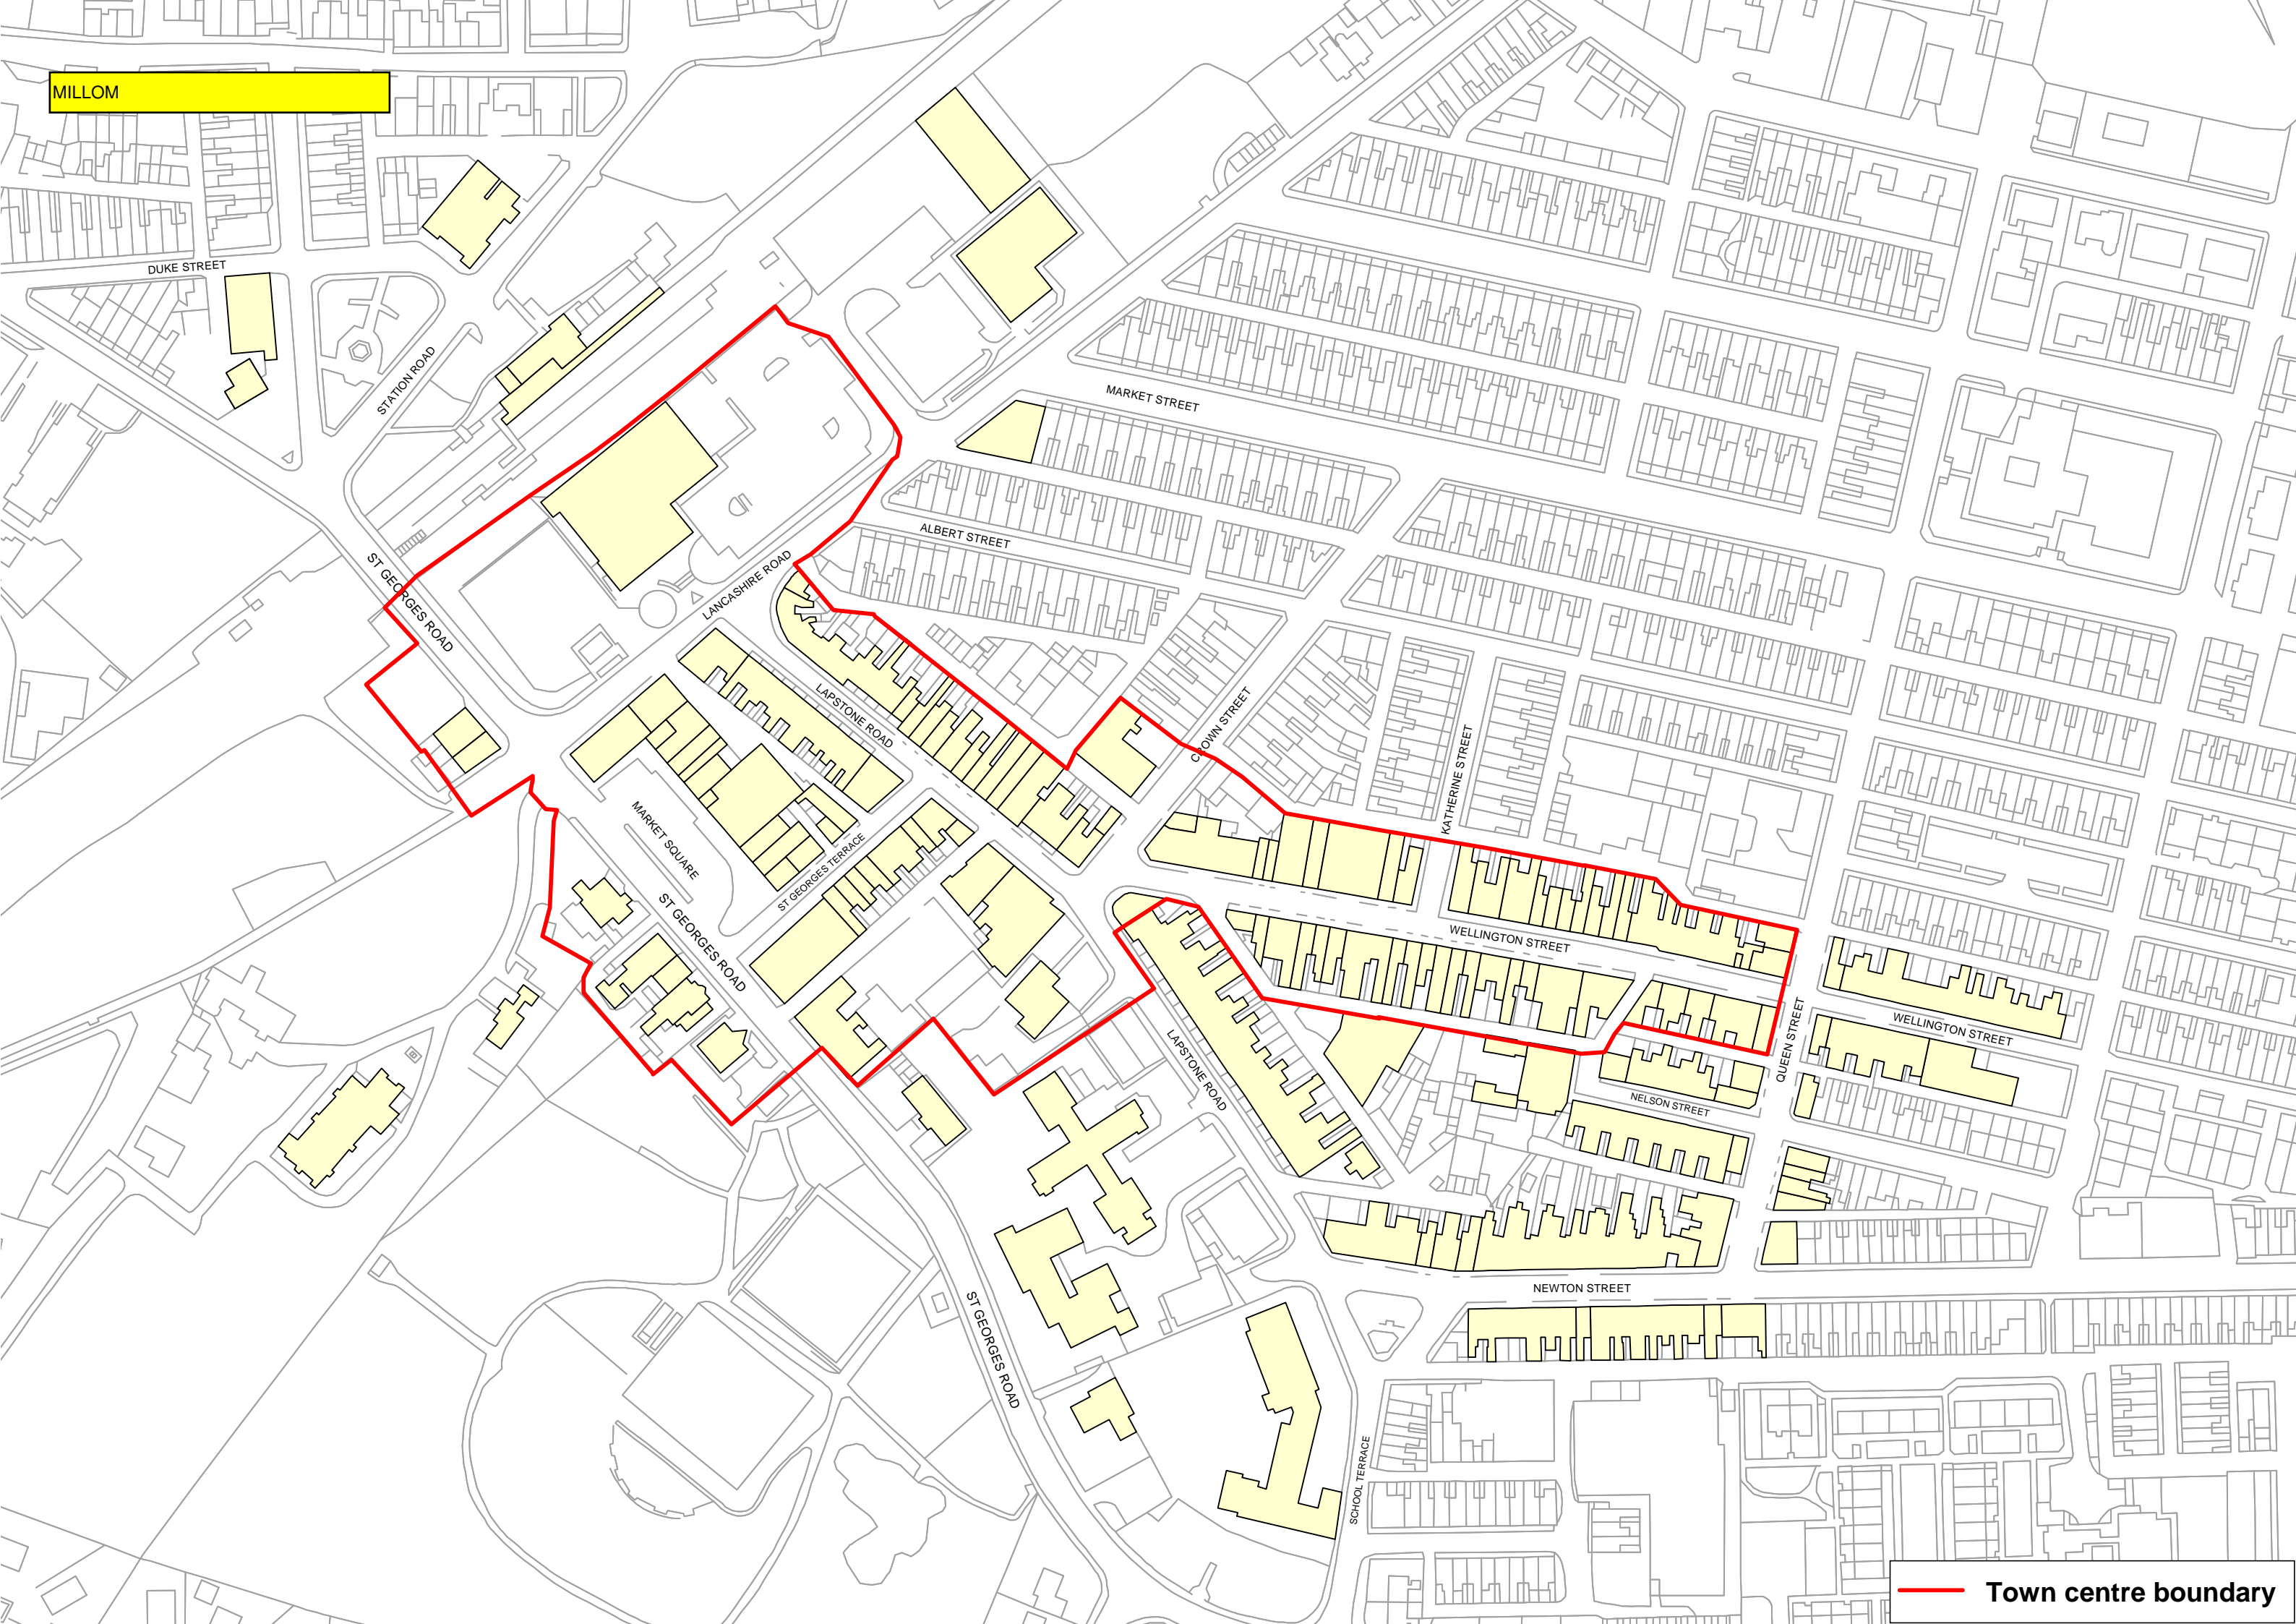 MILLOM
DUKE STREET
STATION ROAD
MARKET STREET
ALBERT STREET
ST GEORGES ROAD
LANCASHIRE ROAD
LAPSTONE ROAD
CROWN STREET
KATHERINE STREET
MARKET SQUARE
ST GEORGES TERRACE
ST GEORGES ROAD
WELLINGTON STREET
QUEEN STREET
WELLINGTON STREET
LAPSTONE ROAD
NELSON STREET
NEWTON STREET
ST GEORGES ROAD
SCHOOL TERRACE
Town centre boundary